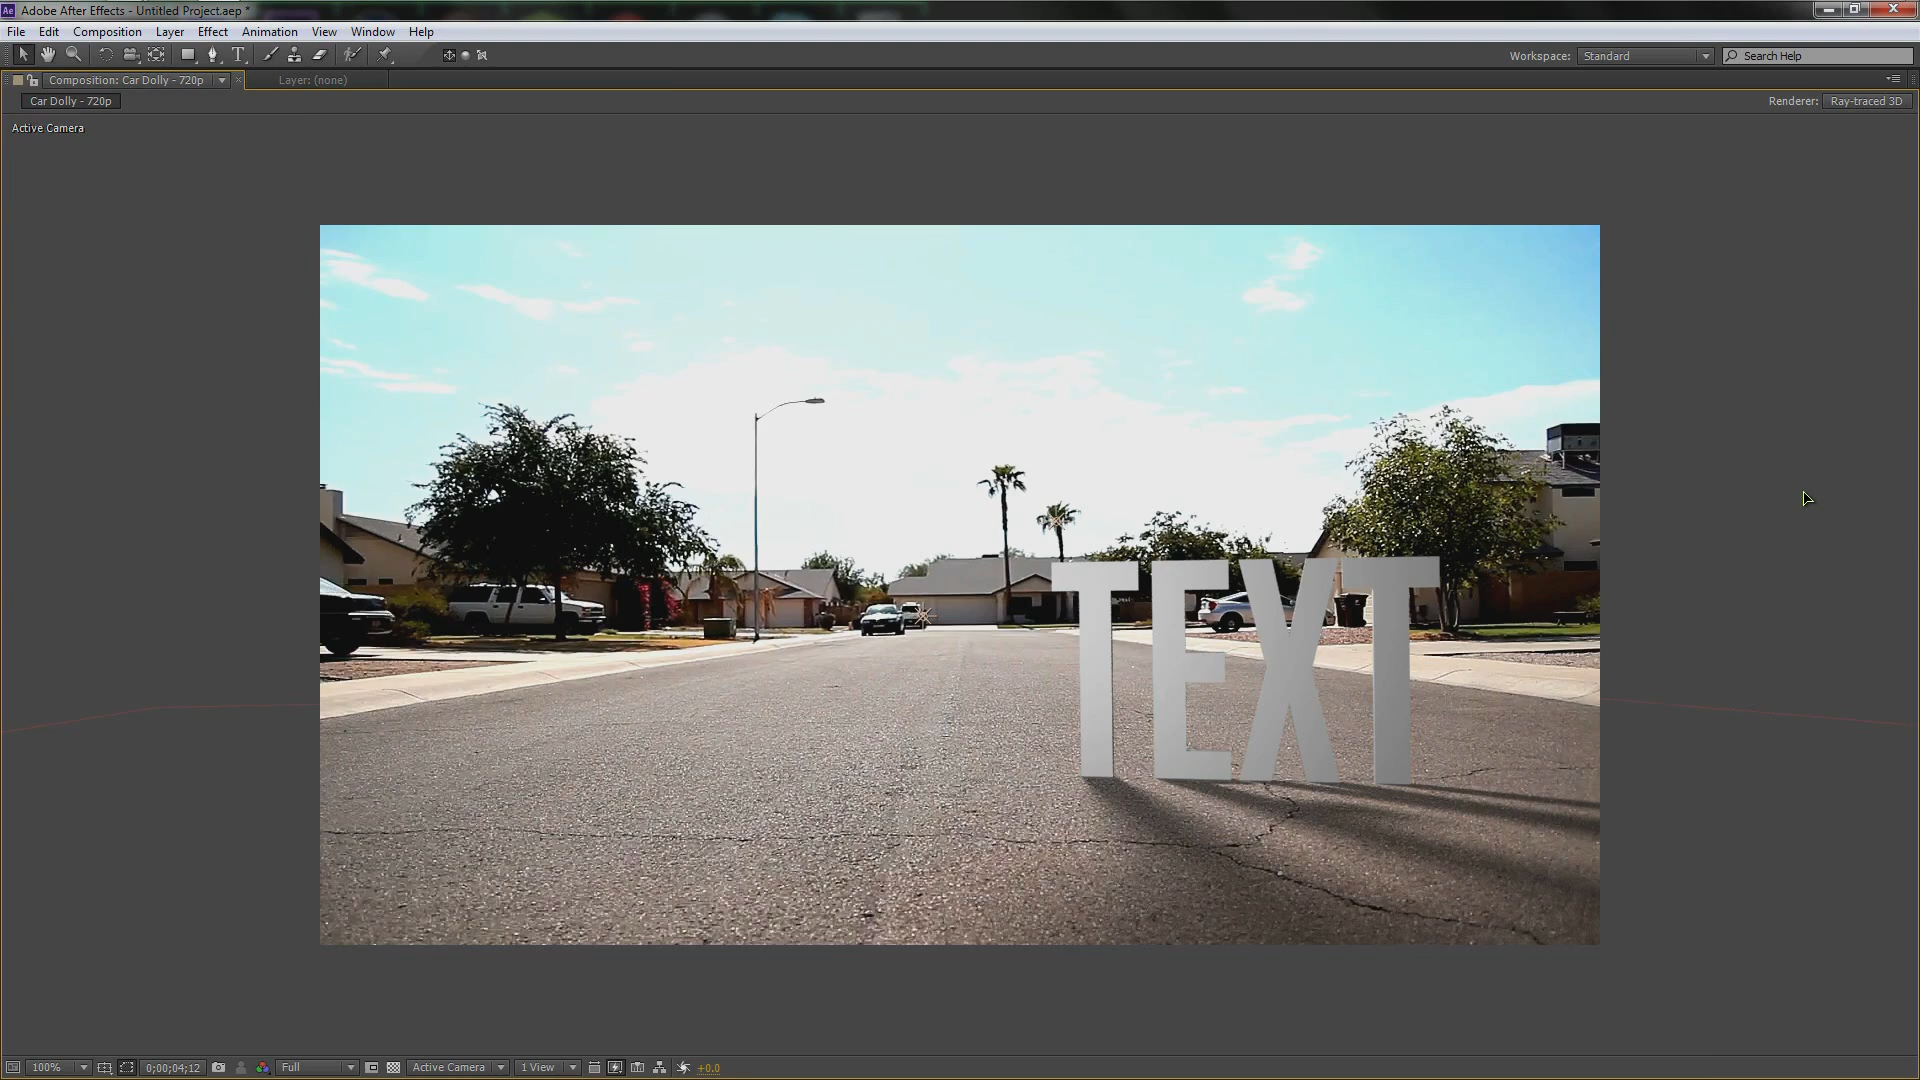 Ae Adobe After Effects - Untitled Project.aep *
File Edit Composition Layer Effect Animation View Window Help
T Workspace: Standard Search Help
Composition: Car Dolly - 720p Layer: (none)
Car Dolly - 720p Renderer: Ray-traced 3D
Active Camera
TEXT
100% 0;00;04;12 Full Active Camera 1 View +0.0